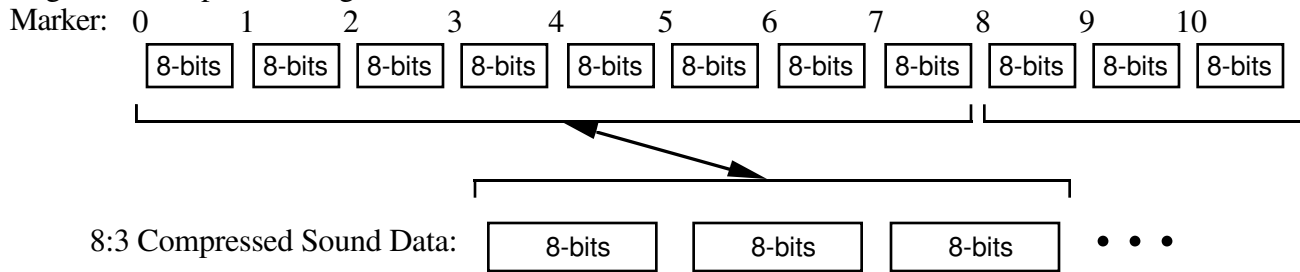 Marker: 0 1 2 3 4 5 6 7 8 9 10
8-bits 8-bits 8-bits 8-bits 8-bits 8-bits 8-bits 8-bits 8-bits 8-bits 8-bits
8:3 Compressed Sound Data: 8-bits 8-bits 8-bits • • •